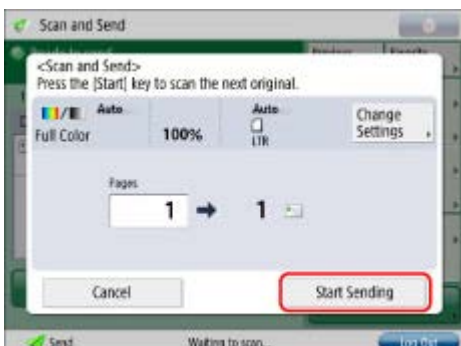 Scan and Send
<Scan and Send>
Press the [Start] key to scan the next original.
Auto
Full Color
100%
Auto
LTR
Change
Settings
Pages
1 → 1
Cancel
Start Sending
Send
Waiting to scan.
Log Out